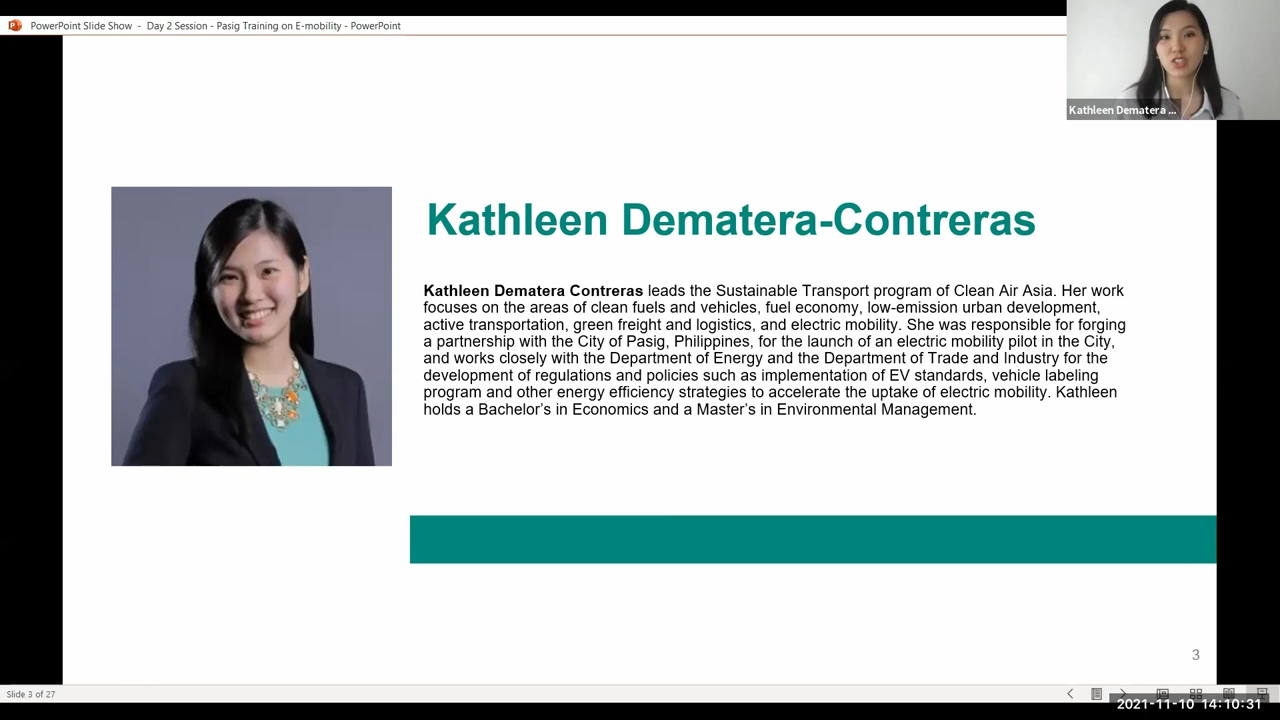 PowerPoint Slide Show - Day 2 Session - Pasig Training on E-mobility - PowerPoint
Kathleen Dematera ...
Kathleen Dematera-Contreras
Kathleen Dematera Contreras leads the Sustainable Transport program of Clean Air Asia. Her work
focuses on the areas of clean fuels and vehicles, fuel economy, low-emission urban development,
active transportation, green freight and logistics, and electric mobility. She was responsible for forging
a partnership with the City of Pasig, Philippines, for the launch of an electric mobility pilot in the City,
and works closely with the Department of Energy and the Department of Trade and Industry for the
development of regulations and policies such as implementation of EV standards, vehicle labeling
program and other energy efficiency strategies to accelerate the uptake of electric mobility. Kathleen
holds a Bachelor's in Economics and a Master's in Environmental Management.
3
Slide 3 of 27
2021-11-10 14:10:31